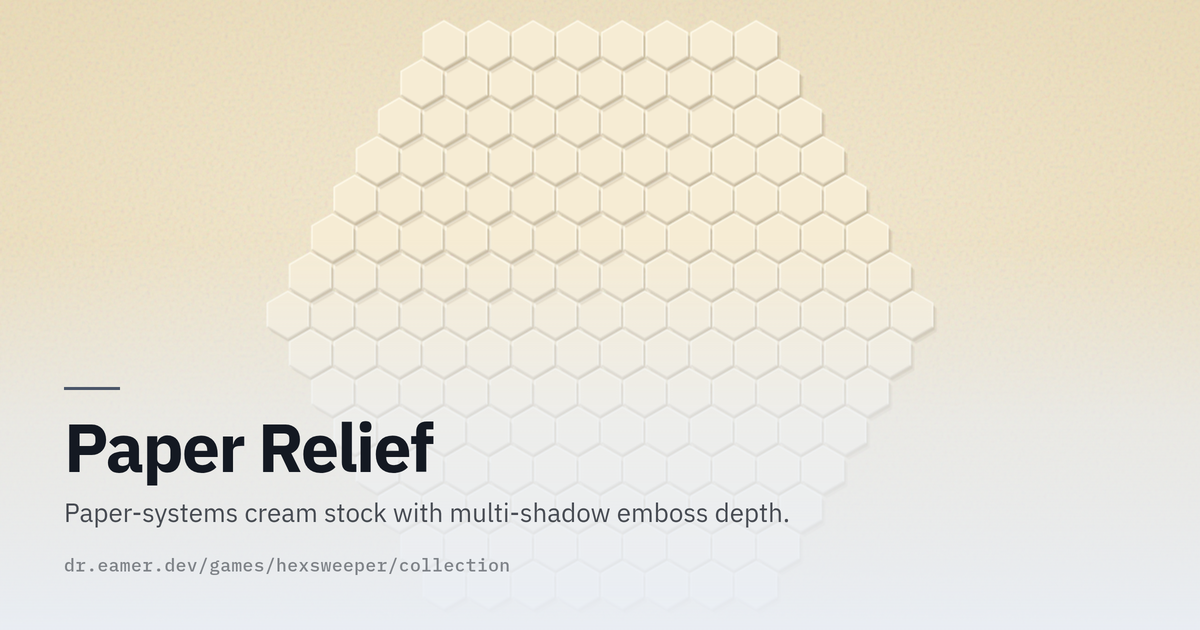 Paper Relief
Paper-systems cream stock with multi-shadow emboss depth.
dr.eamer.dev/games/hexsweeper/collection